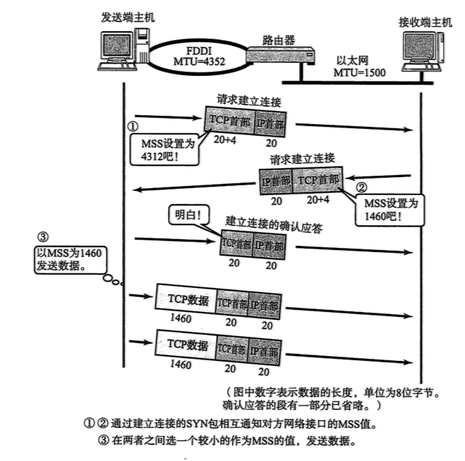 发送端主机
接收端主机
路由器
FDDI
MTU=4352
以太网
MTU=1500
请求建立连接
TCP首部 IP首部
20+4 20
①
MSS设置为
4312吧！
请求建立连接
IP首部 TCP首部
20 20+4
②
MSS设置为
1460吧！
明白！
建立连接的确认应答
TCP首部 IP首部
20 20
③
以MSS为1460
发送数据。
TCP数据 TCP首部 IP首部
1460 20 20
TCP数据 TCP首部 IP首部
1460 20 20
（图中数字表示数据的长度，单位为8位字节。
确认应答的段有一部分已省略。）
①② 通过建立连接的SYN包相互通知对方网络接口的MSS值。
③ 在两者之间选一个较小的作为MSS的值，发送数据。